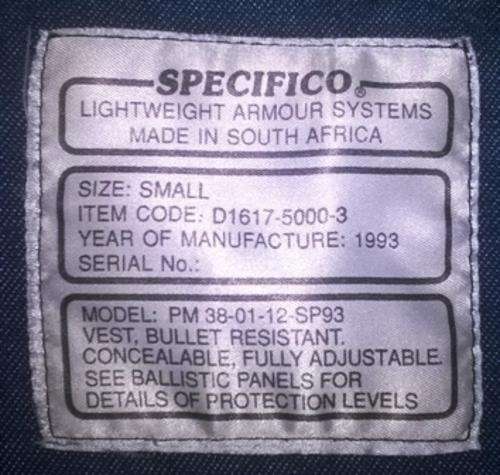 SPECIFICO®
LIGHTWEIGHT ARMOUR SYSTEMS
MADE IN SOUTH AFRICA
SIZE: SMALL
ITEM CODE: D1617-5000-3
YEAR OF MANUFACTURE: 1993
SERIAL No.:
MODEL: PM 38-01-12-SP93
VEST, BULLET RESISTANT.
CONCEALABLE, FULLY ADJUSTABLE.
SEE BALLISTIC PANELS FOR
DETAILS OF PROTECTION LEVELS